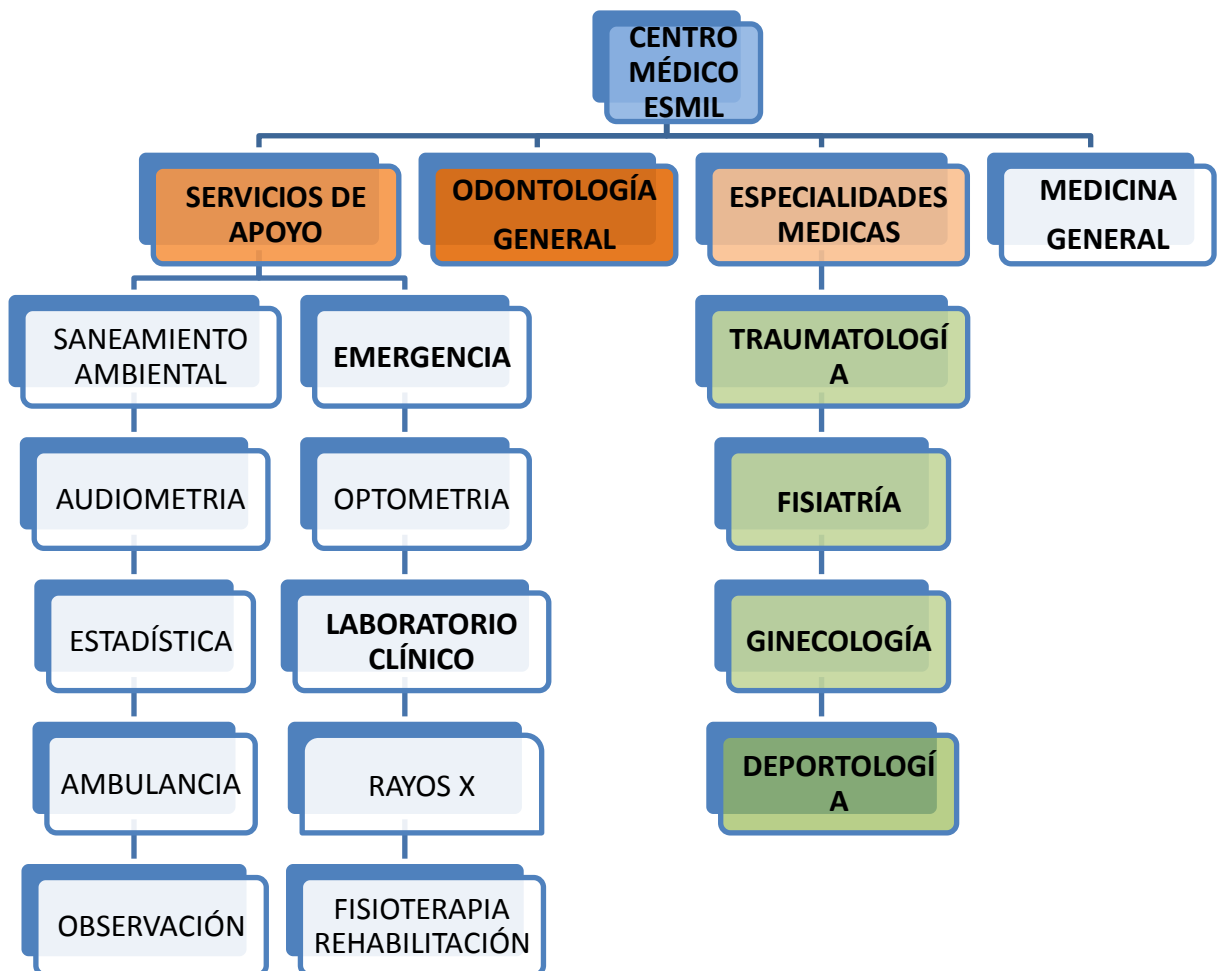 CENTRO
MÉDICO
ESMIL
SERVICIOS DE
APOYO
ODONTOLOGÍA
GENERAL
ESPECIALIDADES
MEDICAS
MEDICINA
GENERAL
SANEAMIENTO
AMBIENTAL
EMERGENCIA
TRAUMATOLOGÍ
A
AUDIOMETRIA
OPTOMETRIA
FISIATRÍA
ESTADÍSTICA
LABORATORIO
CLÍNICO
GINECOLOGÍA
AMBULANCIA
RAYOS X
DEPORTOLOGÍ
A
OBSERVACIÓN
FISIOTERAPIA
REHABILITACIÓN